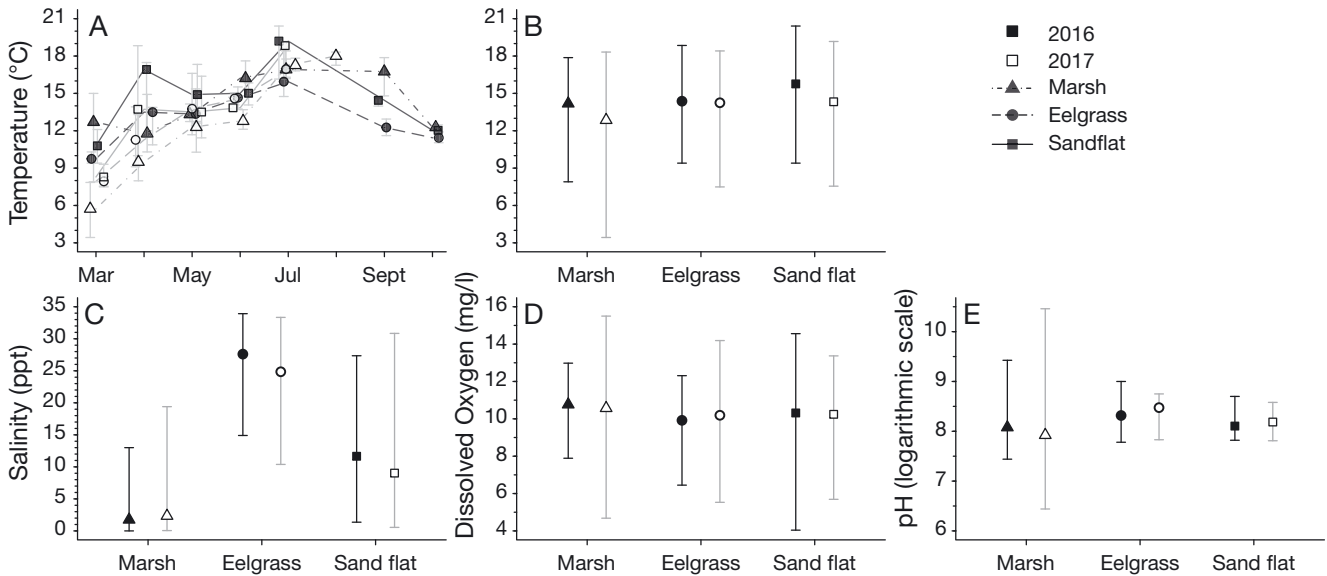 A
Temperature (°C)
21
18
15
12
9
6
3
Mar
May
Jul
Sept
B
21
18
15
12
9
6
3
Marsh
Eelgrass
Sand flat
2016
2017
Marsh
Eelgrass
Sandflat
C
Salinity (ppt)
35
30
25
20
15
10
5
0
Marsh
Eelgrass
Sand flat
D
Dissolved Oxygen (mg/l)
16
14
12
10
8
6
4
Marsh
Eelgrass
Sand flat
E
pH (logarithmic scale)
10
9
8
7
6
Marsh
Eelgrass
Sand flat